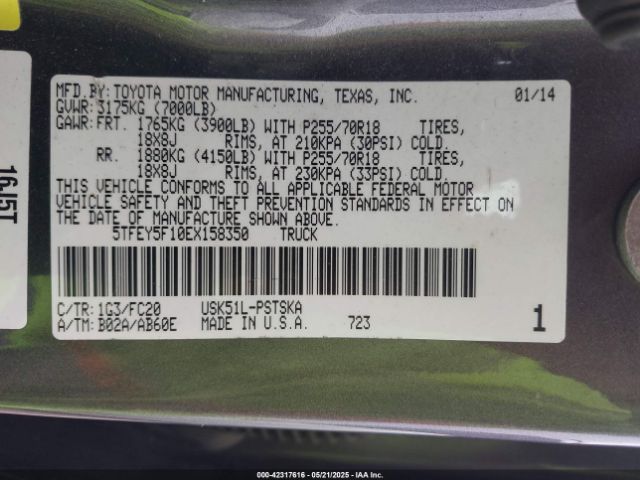 MFD. BY: TOYOTA MOTOR MANUFACTURING, TEXAS, INC. 01/14
GVWR: 3175KG (7000LB)
GAWR: FRT. 1765KG (3900LB) WITH P255/70R18 TIRES,
18X8J RIMS, AT 210KPA (30PSI) COLD.
RR. 1880KG (4150LB) WITH P255/70R18 TIRES,
18X8J RIMS, AT 230KPA (33PSI) COLD.
THIS VEHICLE CONFORMS TO ALL APPLICABLE FEDERAL MOTOR
VEHICLE SAFETY AND THEFT PREVENTION STANDARDS IN EFFECT ON
THE DATE OF MANUFACTURE SHOWN ABOVE.
5TFEY5F10EX158350 TRUCK
C/TR: 1G3/FC20 USK51L-PSTSKA
A/TM: B02A/AB60E MADE IN U.S.A. 723 1
000-42317616 - 05/21/2025 - IAAI